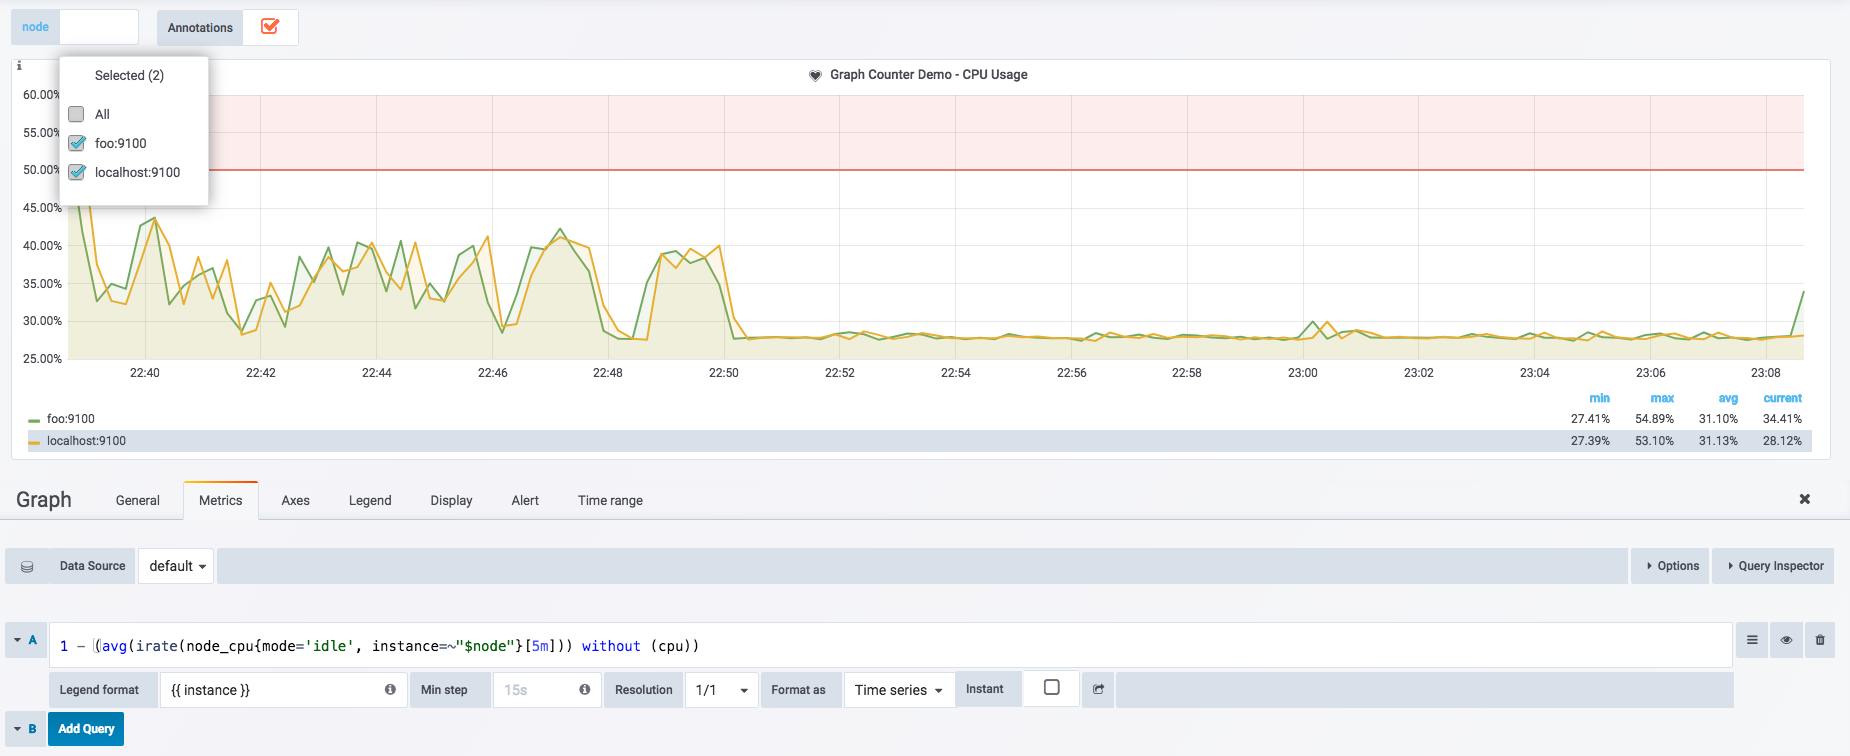 node
Annotations
Selected (2)
All
foo:9100
localhost:9100
Graph Counter Demo - CPU Usage
60.00%
55.00%
50.00%
45.00%
40.00%
35.00%
30.00%
25.00%
22:40 22:42 22:44 22:46 22:48 22:50 22:52 22:54 22:56 22:58 23:00 23:02 23:04 23:06 23:08
min max avg current
foo:9100 27.41% 54.89% 31.10% 34.41%
localhost:9100 27.39% 53.10% 31.13% 28.12%
Graph General Metrics Axes Legend Display Alert Time range
Data Source default Options Query Inspector
A 1 - (avg(irate(node_cpu{mode='idle', instance=~"$node"}[5m])) without (cpu))
Legend format {{ instance }} Min step 15s Resolution 1/1 Format as Time series Instant
B Add Query